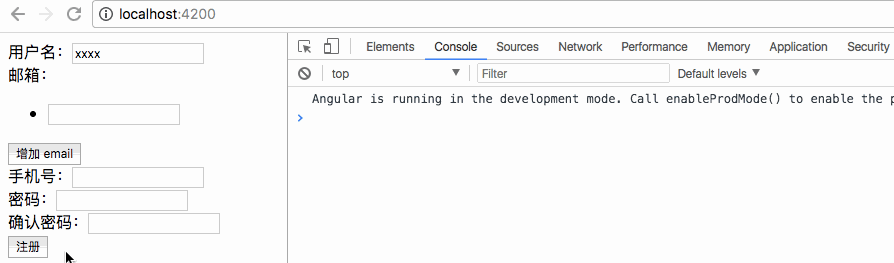 localhost:4200
用户名： xxxx
邮箱：
增加 email
手机号：
密码：
确认密码：
注册
Elements Console Sources Network Performance Memory Application Security
top Filter Default levels
Angular is running in the development mode. Call enableProdMode() to enable the p